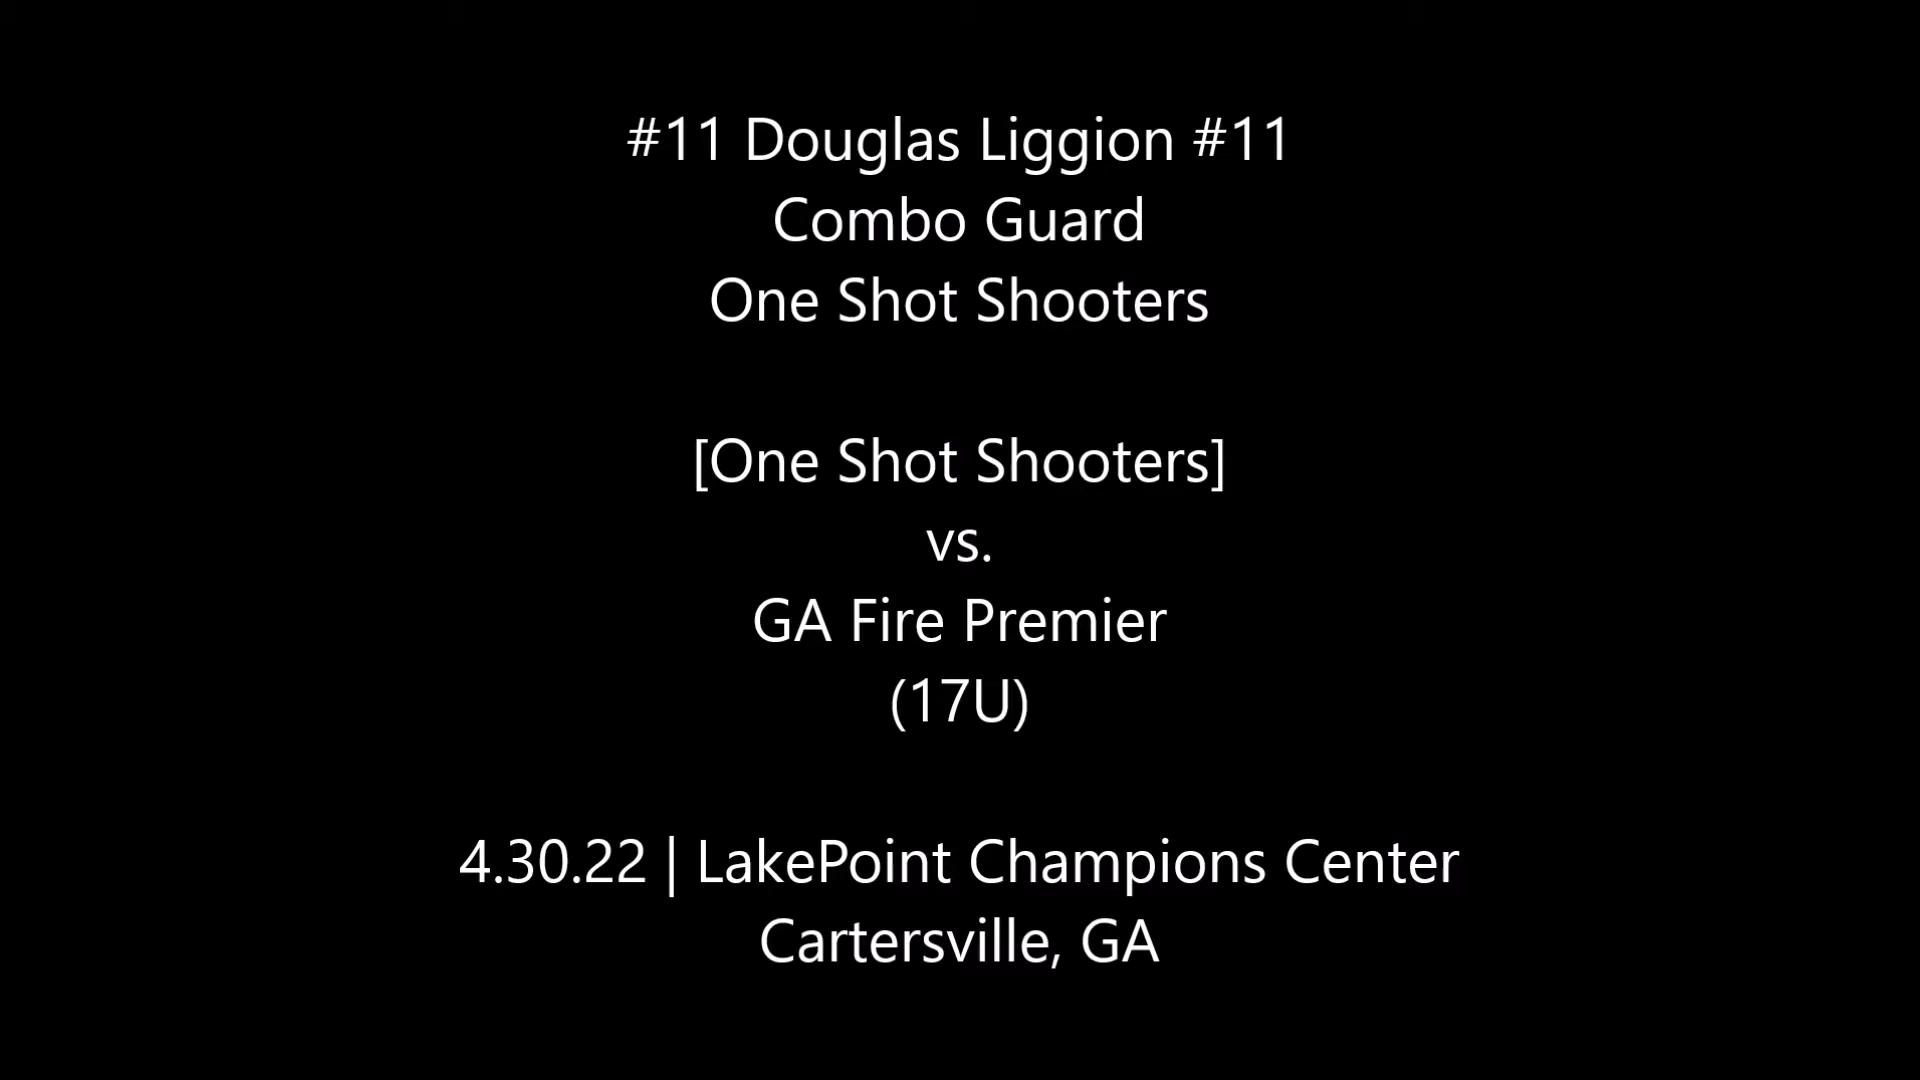 #11 Douglas Liggion #11
Combo Guard
One Shot Shooters
[One Shot Shooters]
vs.
GA Fire Premier
(17U)
4.30.22 | LakePoint Champions Center
Cartersville, GA